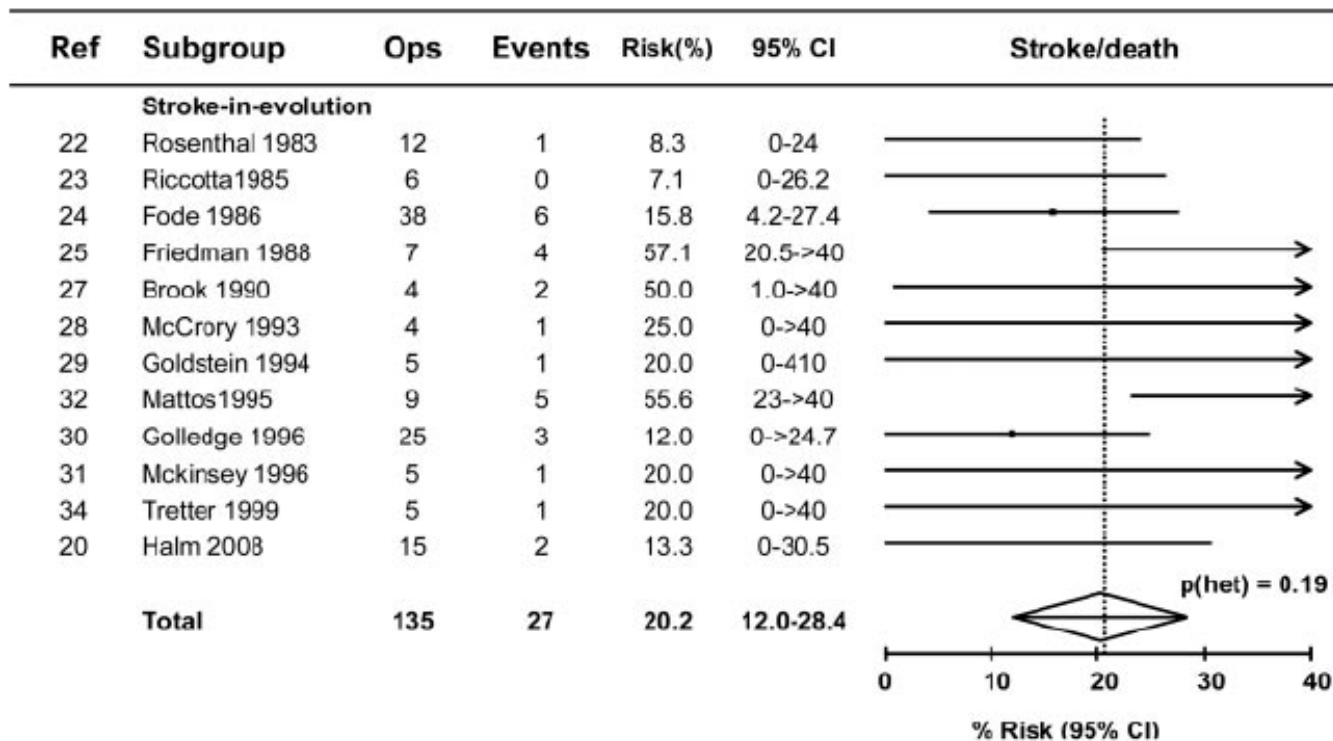 Ref Subgroup Ops Events Risk(%) 95% CI Stroke/death
Stroke-in-evolution
22 Rosenthal 1983 12 1 8.3 0-24
23 Riccotta1985 6 0 7.1 0-26.2
24 Fode 1986 38 6 15.8 4.2-27.4
25 Friedman 1988 7 4 57.1 20.5->40
27 Brook 1990 4 2 50.0 1.0->40
28 McCrory 1993 4 1 25.0 0->40
29 Goldstein 1994 5 1 20.0 0-410
32 Mattos1995 9 5 55.6 23->40
30 Golledge 1996 25 3 12.0 0->24.7
31 Mckinsey 1996 5 1 20.0 0->40
34 Tretter 1999 5 1 20.0 0->40
20 Halm 2008 15 2 13.3 0-30.5
p(het) = 0.19
Total 135 27 20.2 12.0-28.4
0 10 20 30 40
% Risk (95% CI)